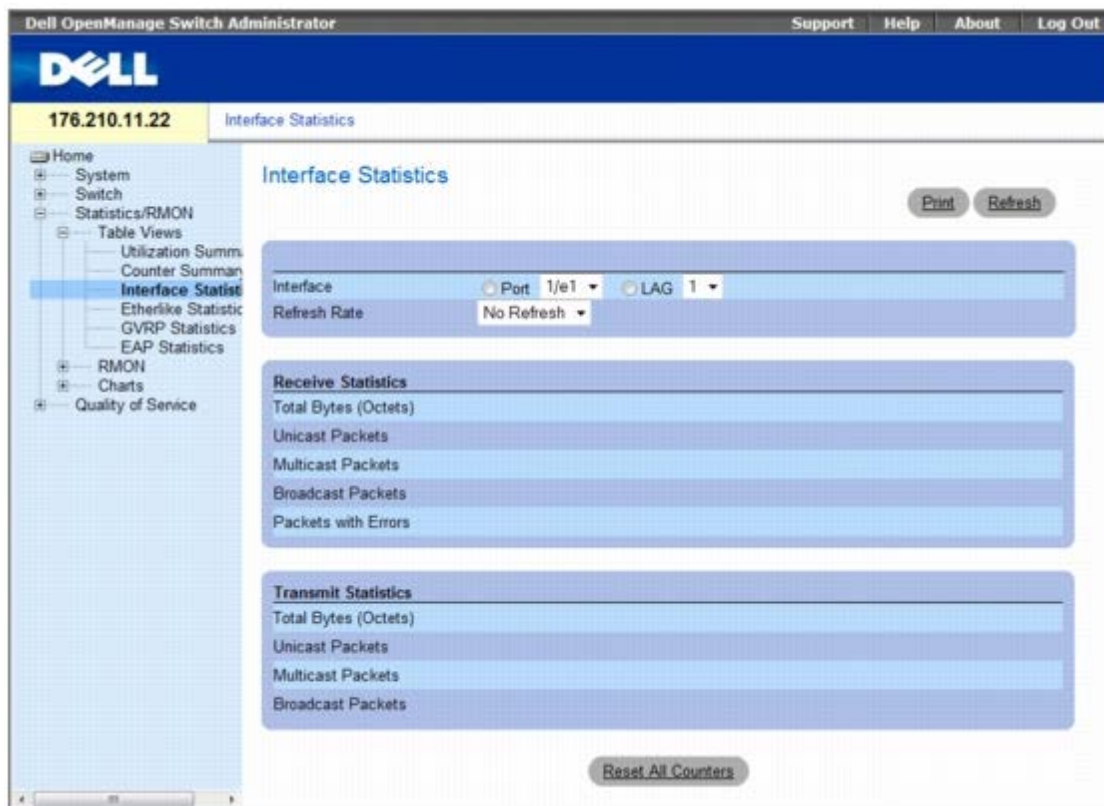 Dell OpenManage Switch Administrator Support Help About Log Out
DELL
176.210.11.22 Interface Statistics
Home
System
Switch
Statistics/RMON
Table Views
Utilization Summa
Counter Summary
Interface Statisti
Etherlike Statistic
GVRP Statistics
EAP Statistics
RMON
Charts
Quality of Service
Interface Statistics
Print Refresh
Interface Port 1/e1 LAG 1
Refresh Rate No Refresh
Receive Statistics
Total Bytes (Octets)
Unicast Packets
Multicast Packets
Broadcast Packets
Packets with Errors
Transmit Statistics
Total Bytes (Octets)
Unicast Packets
Multicast Packets
Broadcast Packets
Reset All Counters